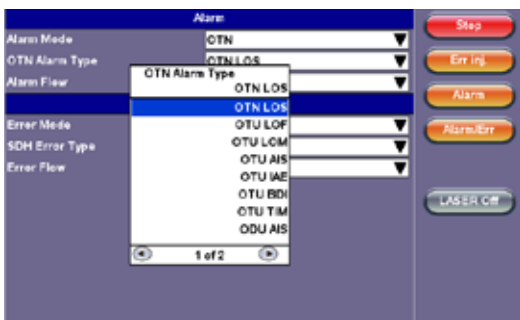 Alarm
Alarm Mode OTN
OTN Alarm Type OTN LOS
Alarm Flow
OTN Alarm Type
OTN LOS
OTN LOS
OTU LOF
OTU LOM
OTU AIS
OTU IAE
OTU BDI
OTU TIM
ODU AIS
1 of 2
Error Mode
SDH Error Type
Error Flow
Stop
Err inj.
Alarm
Alarm/Err
LASER Off